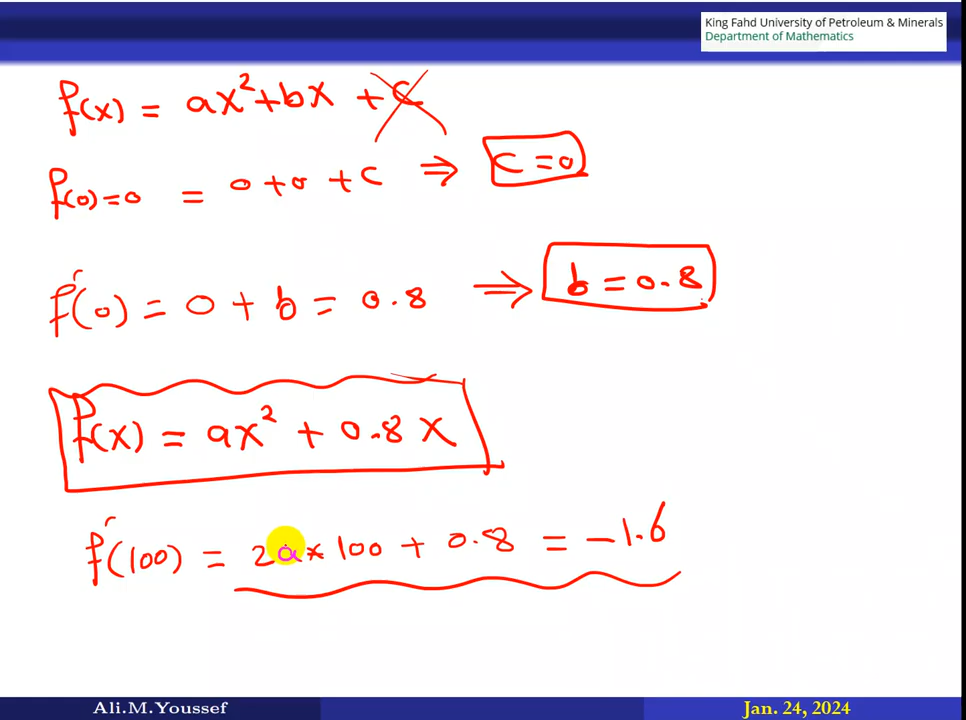 King Fahd University of Petroleum & Minerals
Department of Mathematics
f(x) = ax² + bx + c
f(0)=0 = 0 + 0 + c ⇒ c = 0
f'(0) = 0 + b = 0.8 ⇒ b = 0.8
f(x) = ax² + 0.8 x
f'(100) = 2a × 100 + 0.8 = -1.6
Ali.M.Youssef Jan. 24, 2024